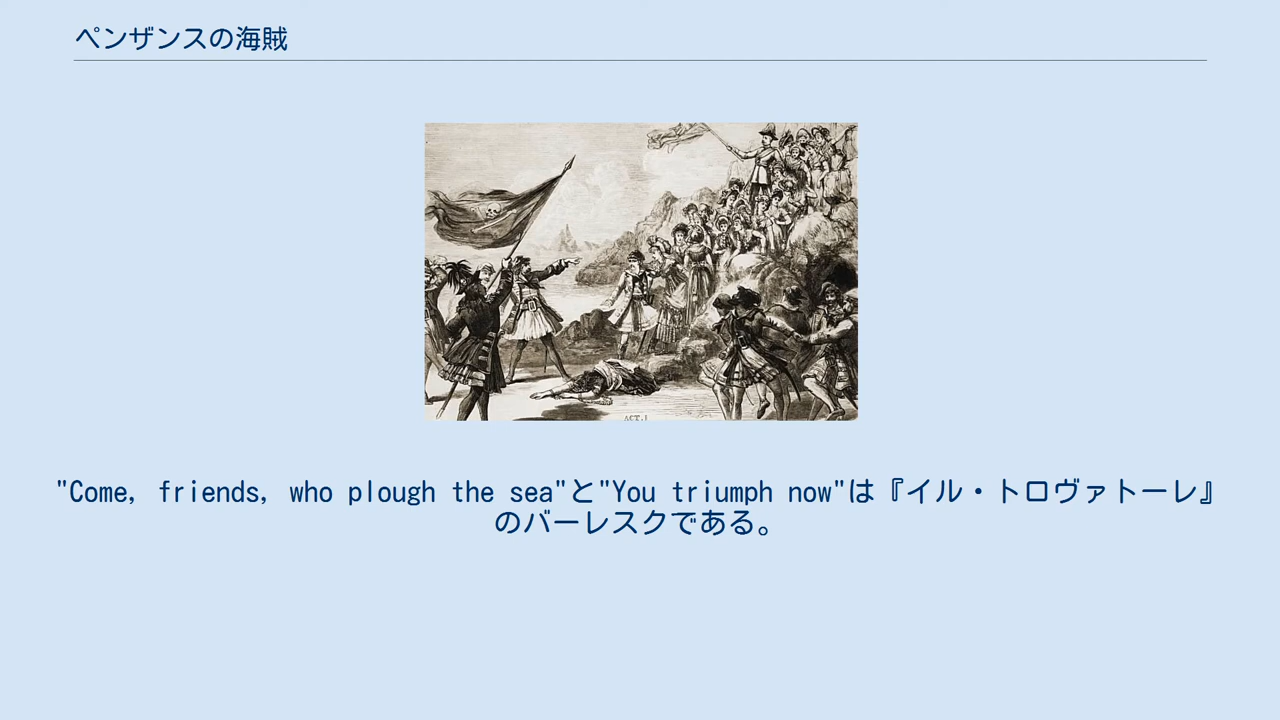 ペンザンスの海賊
"Come, friends, who plough the sea"と"You triumph now"は『イル・トロヴァトーレ』
のバーレスクである。